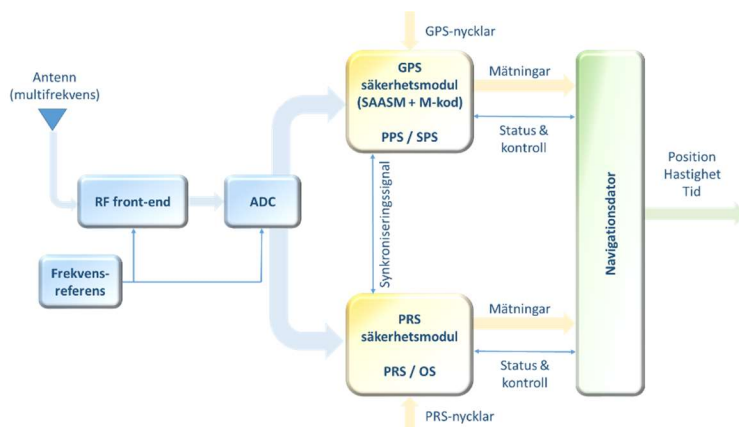 GPS-nycklar
Antenn
(multifrekvens)
GPS
säkerhetsmodul
(SAASM + M-kod)
PPS / SPS
Mätningar
Status &
kontroll
Position
Hastighet
Tid
RF front-end
ADC
Synkroniseringssignal
Navigationsdator
Frekvens-
referens
PRS
säkerhetsmodul
PRS / OS
Mätningar
Status &
kontroll
PRS-nycklar